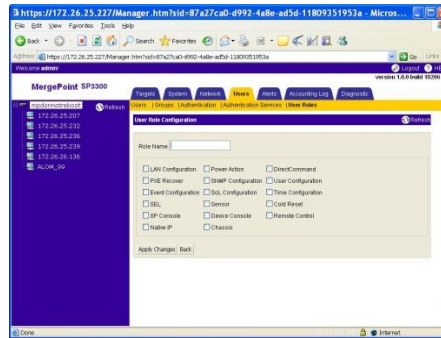 https://172.26.25.227/Manager.htm?sid=87a27ca0-d992-4a8e-ad5d-11809351953a - Micros...
File Edit View Favorites Tools Help
Back Search Favorites
Address https://172.26.25.227/Manager.htm?sid=87a27ca0-d992-4a8e-ad5d-11809351953a Go Links
Welcome admin! Logout
version 1.0.0 build 10206
MergePoint SP3300
Targets System Network Users Alerts Accounting Log Diagnostic
Users | Groups | Authentication | Authentication Services | User Roles
mpdonnotreboot Refresh
172.26.25.207
172.26.25.232
172.26.25.236
172.26.25.239
172.26.26.136
ALOM_99
User Role Configuration Refresh
Role Name
LAN Configuration Power Action DirectCommand
PXE Recover SNMP Configuration User Configuration
Event Configuration SoL Configuration Time Configuration
SEL Sensor Cold Reset
SP Console Device Console Remote Control
Native IP Chassis
Apply Changes Back
Done Internet